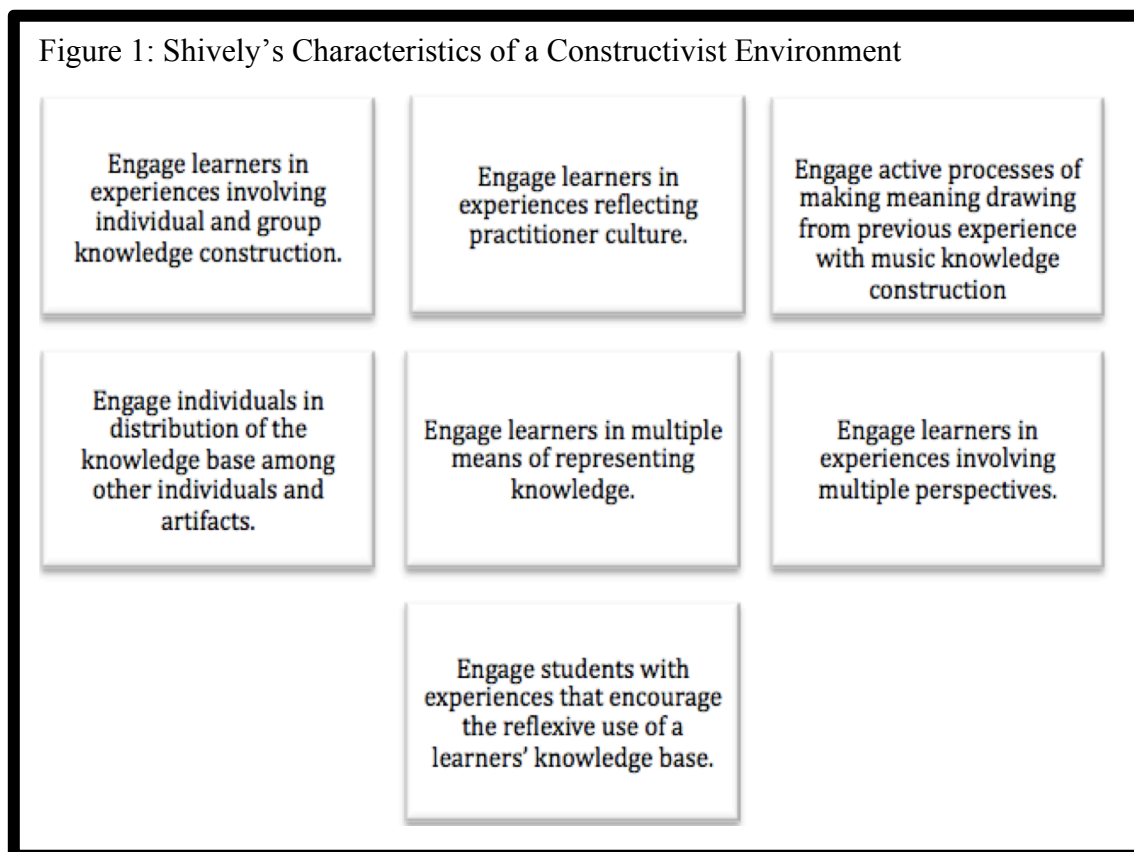 Figure 1: Shively’s Characteristics of a Constructivist Environment
Engage learners in
experiences involving
individual and group
knowledge construction.
Engage learners in
experiences reflecting
practitioner culture.
Engage active processes of
making meaning drawing
from previous experience
with music knowledge
construction
Engage individuals in
distribution of the
knowledge base among
other individuals and
artifacts.
Engage learners in multiple
means of representing
knowledge.
Engage learners in
experiences involving
multiple perspectives.
Engage students with
experiences that encourage
the reflexive use of a
learners’ knowledge base.